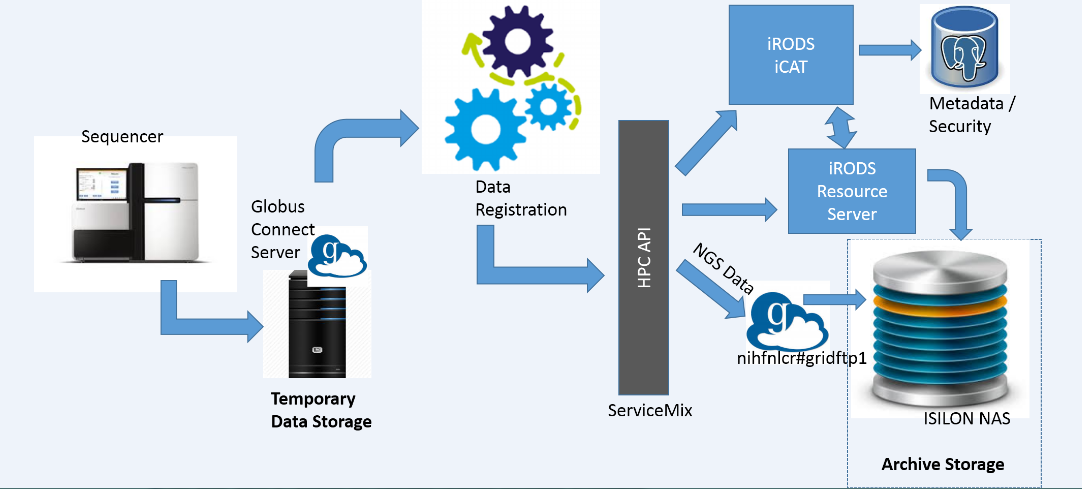 Sequencer
Globus
Connect
Server
g
Temporary
Data Storage
Data
Registration
HPC API
ServiceMix
iRODS
iCAT
Metadata /
Security
iRODS
Resource
Server
NGS Data
g
nihfnlcr#gridftp1
ISILON NAS
Archive Storage